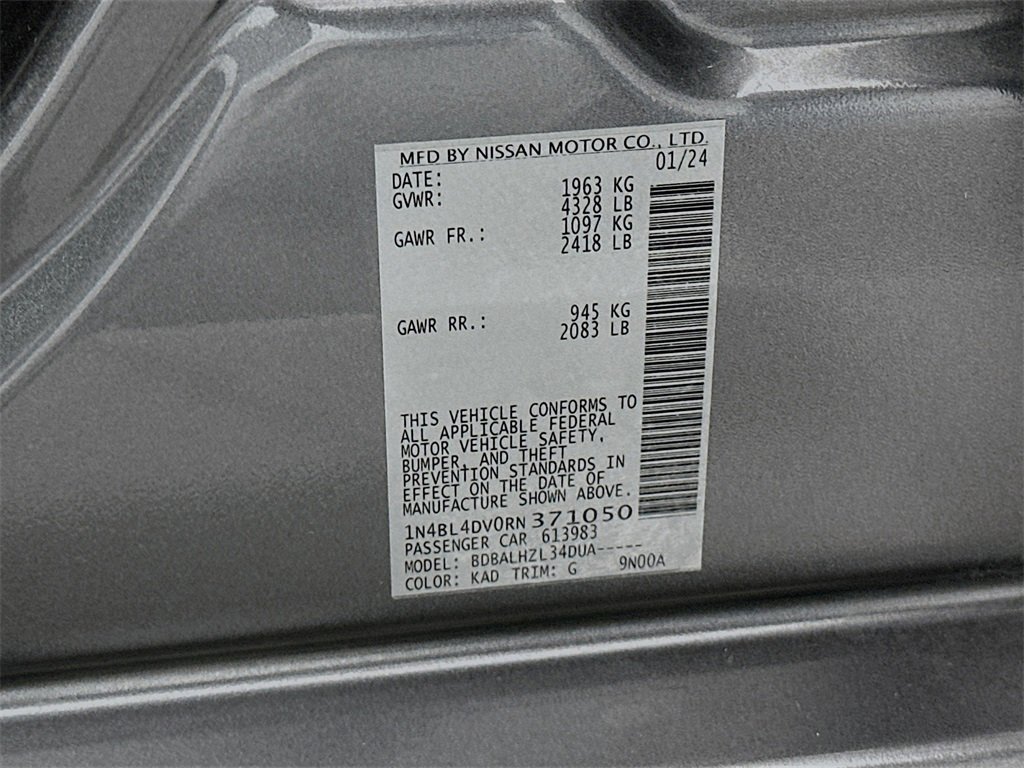 MFD BY NISSAN MOTOR CO., LTD.
DATE: 01/24
GVWR: 1963 KG
4328 LB
GAWR FR.: 1097 KG
2418 LB
GAWR RR.: 945 KG
2083 LB
THIS VEHICLE CONFORMS TO
ALL APPLICABLE FEDERAL
MOTOR VEHICLE SAFETY,
BUMPER, AND THEFT
PREVENTION STANDARDS IN
EFFECT ON THE DATE OF
MANUFACTURE SHOWN ABOVE.
1N4BL4DV0RN371050
PASSENGER CAR 613983
MODEL: BDBALHZL34DUA-----
COLOR: KAD TRIM: G 9N00A